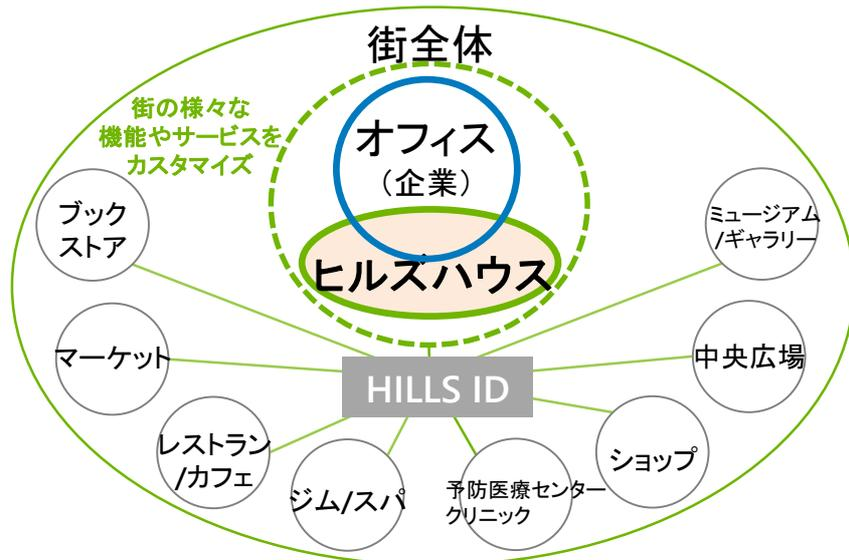 街全体
街の様々な
機能やサービスを
カスタマイズ
オフィス
（企業）
ヒルズハウス
ブック
ストア
ミュージアム
/ギャラリー
マーケット
中央広場
HILLS ID
レストラン
/カフェ
ジム/スパ
予防医療センター
クリニック
ショップ